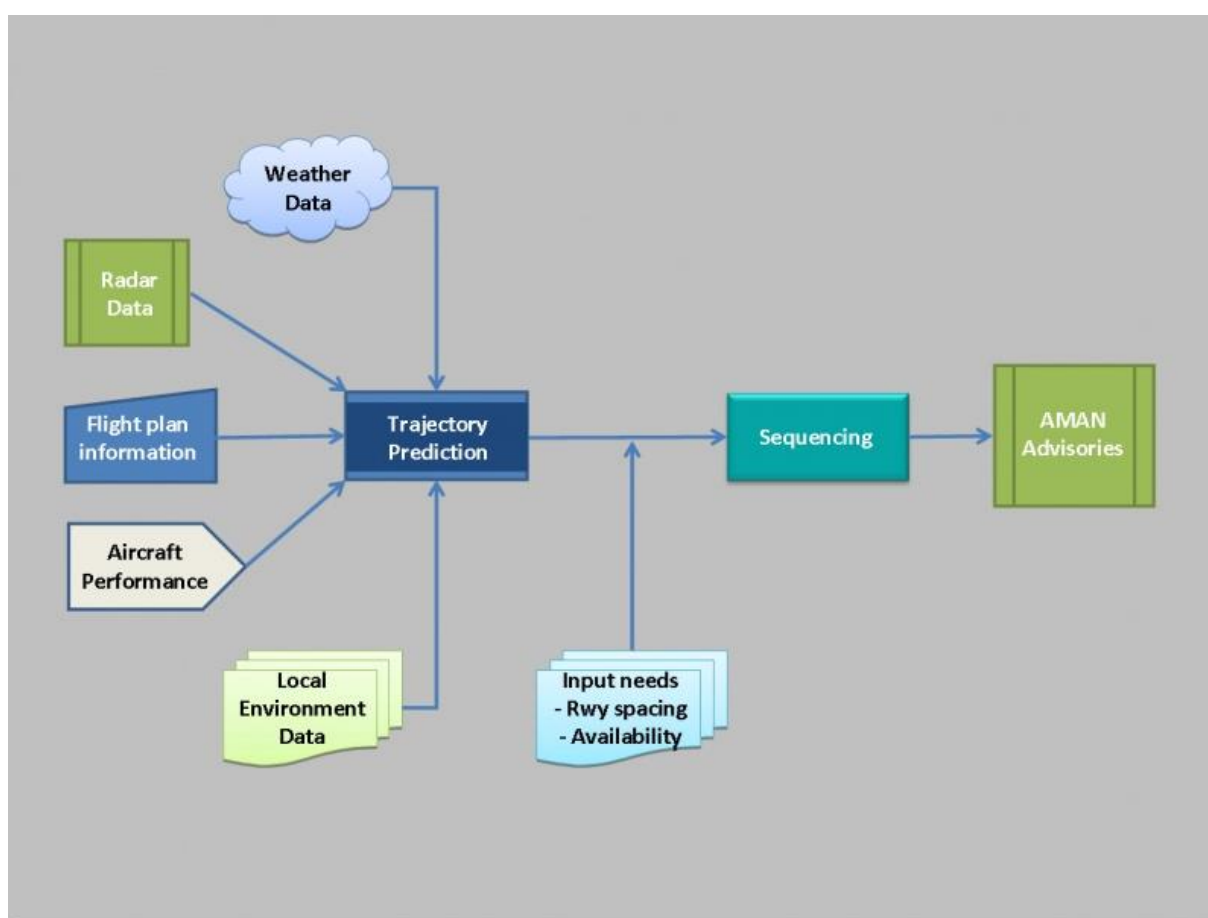 Weather
Data
Radar
Data
Flight plan
information
Aircraft
Performance
Local
Environment
Data
Trajectory
Prediction
Input needs
- Rwy spacing
- Availability
Sequencing
AMAN
Advisories